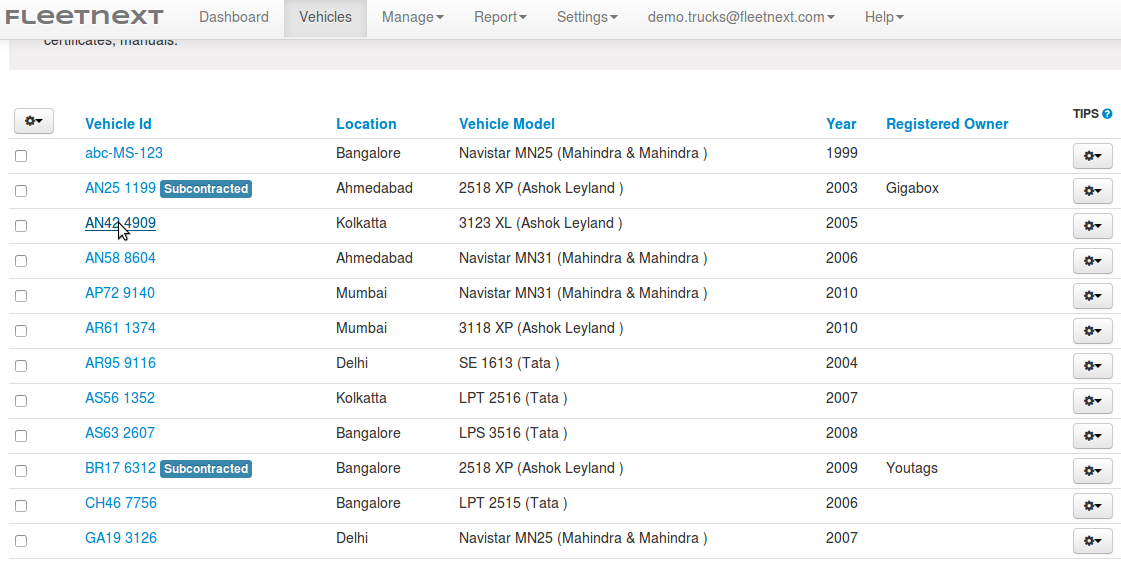 FLEETNEXT Dashboard Vehicles Manage Report Settings demo.trucks@fleetnext.com Help
certificates, manuals.
TIPS
Vehicle Id Location Vehicle Model Year Registered Owner
abc-MS-123 Bangalore Navistar MN25 (Mahindra & Mahindra ) 1999
AN25 1199 Subcontracted Ahmedabad 2518 XP (Ashok Leyland ) 2003 Gigabox
AN42 4909 Kolkatta 3123 XL (Ashok Leyland ) 2005
AN58 8604 Ahmedabad Navistar MN31 (Mahindra & Mahindra ) 2006
AP72 9140 Mumbai Navistar MN31 (Mahindra & Mahindra ) 2010
AR61 1374 Mumbai 3118 XP (Ashok Leyland ) 2010
AR95 9116 Delhi SE 1613 (Tata ) 2004
AS56 1352 Kolkatta LPT 2516 (Tata ) 2007
AS63 2607 Bangalore LPS 3516 (Tata ) 2008
BR17 6312 Subcontracted Bangalore 2518 XP (Ashok Leyland ) 2009 Youtags
CH46 7756 Bangalore LPT 2515 (Tata ) 2006
GA19 3126 Delhi Navistar MN25 (Mahindra & Mahindra ) 2007